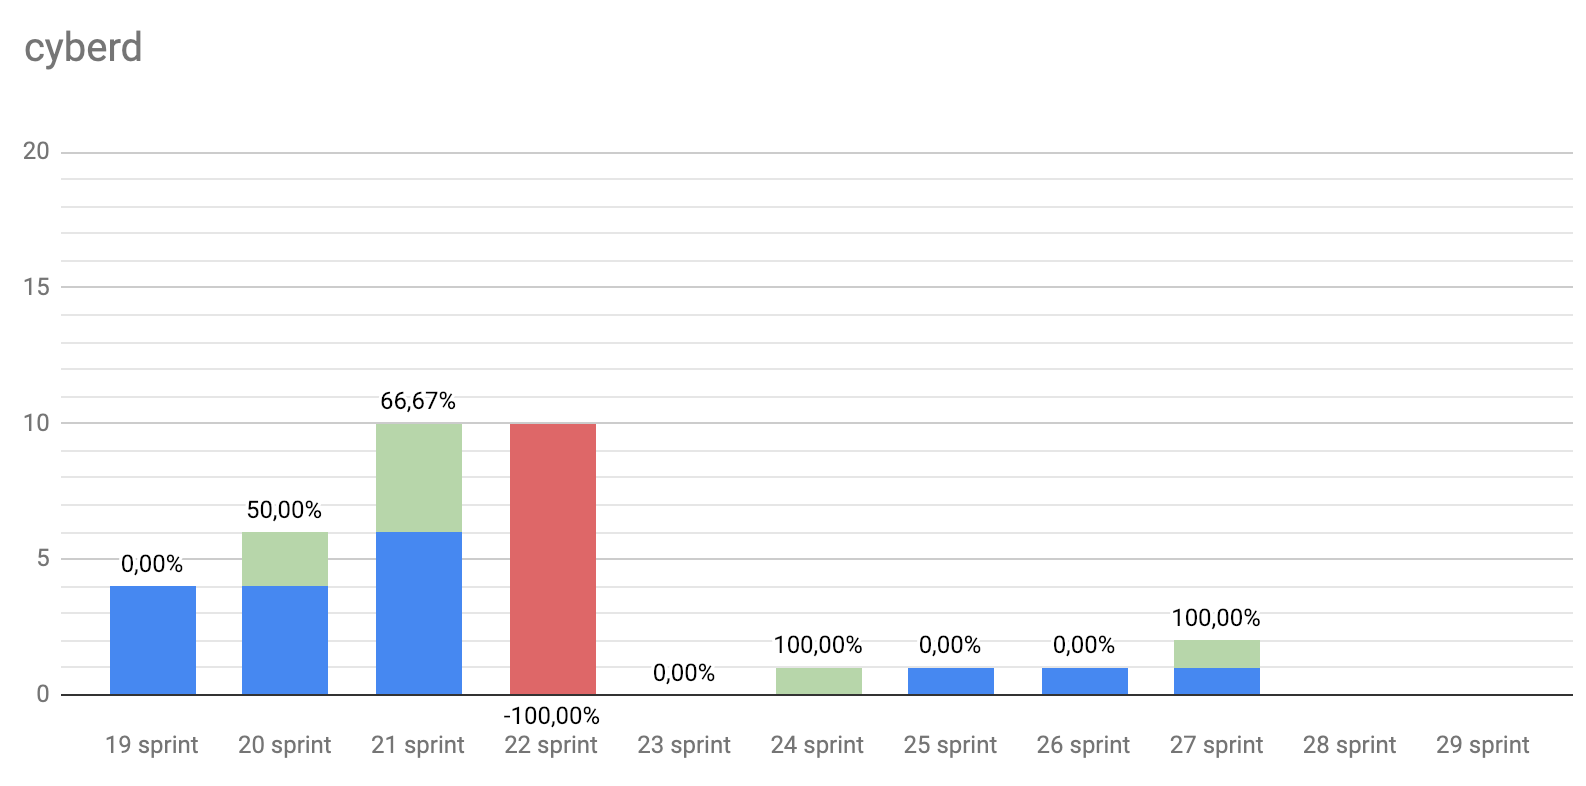 cyberd
20
15
10
5
0
0,00%
50,00%
66,67%
-100,00%
0,00%
100,00%
0,00%
0,00%
100,00%
19 sprint
20 sprint
21 sprint
22 sprint
23 sprint
24 sprint
25 sprint
26 sprint
27 sprint
28 sprint
29 sprint